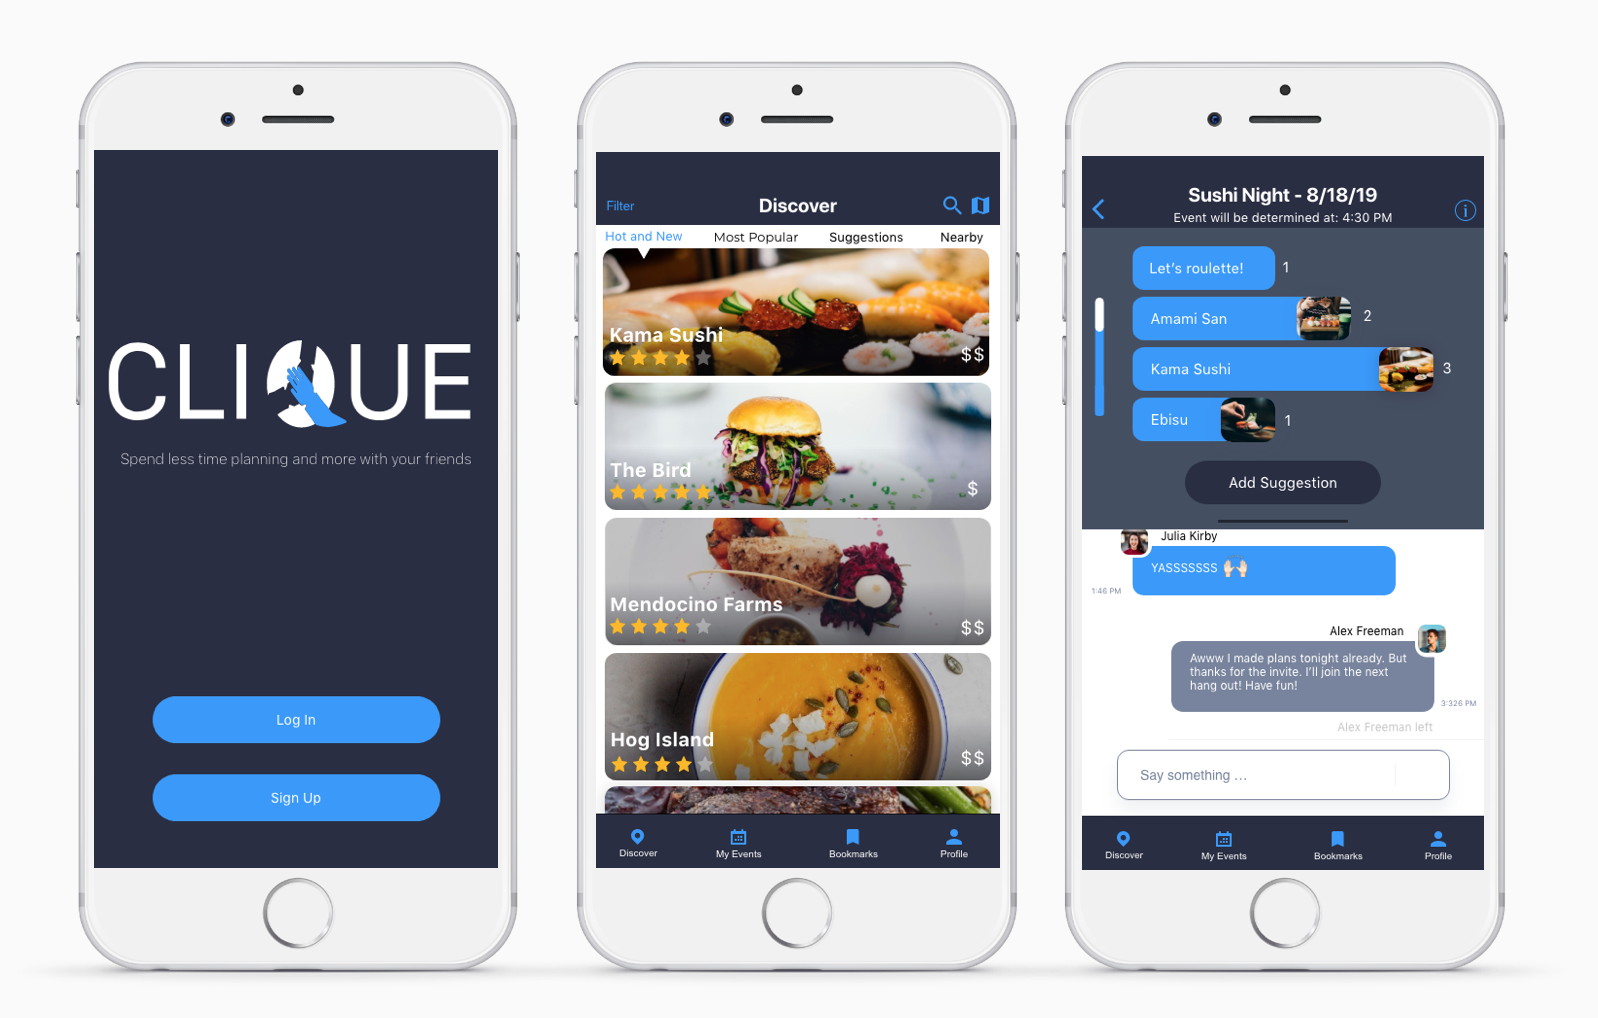 CLIQUE
Spend less time planning and more with your friends
Log In
Sign Up
Filter
Discover
Hot and New
Most Popular
Suggestions
Nearby
Kama Sushi
$$
The Bird
$
Mendocino Farms
$$
Hog Island
$$
Discover
My Events
Bookmarks
Profile
Sushi Night - 8/18/19
Event will be determined at: 4:30 PM
Let's roulette!
1
Amami San
2
Kama Sushi
3
Ebisu
1
Add Suggestion
Julia Kirby
YASSSSSSS 🙌🏻
1:46 PM
Alex Freeman
Awww I made plans tonight already. But
thanks for the invite. I'll join the next
hang out! Have fun!
3:326 PM
Alex Freeman left
Say something ...
Discover
My Events
Bookmarks
Profile